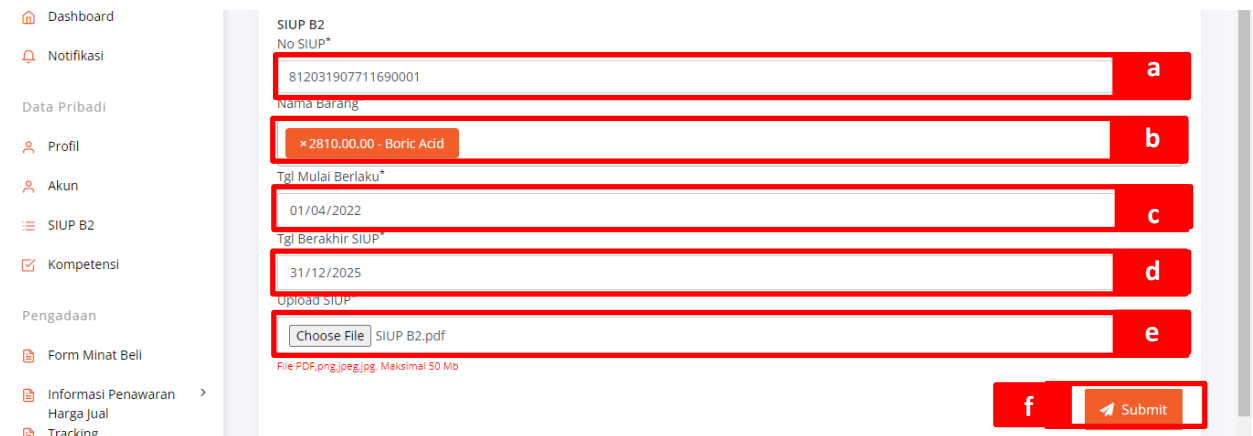 Dashboard
Notifikasi
Data Pribadi
Profil
Akun
SIUP B2
Kompetensi
Pengadaan
Form Minat Beli
Informasi Penawaran >
Harga Jual
Tracking
SIUP B2
No SIUP*
812031907711690001
a
Nama Barang
×2810.00.00 - Boric Acid
b
Tgl Mulai Berlaku*
01/04/2022
c
Tgl Berakhir SIUP*
31/12/2025
d
Upload SIUP*
Choose File SIUP B2.pdf
e
File PDF,png,jpeg,jpg. Maksimal 50 Mb
f
Submit